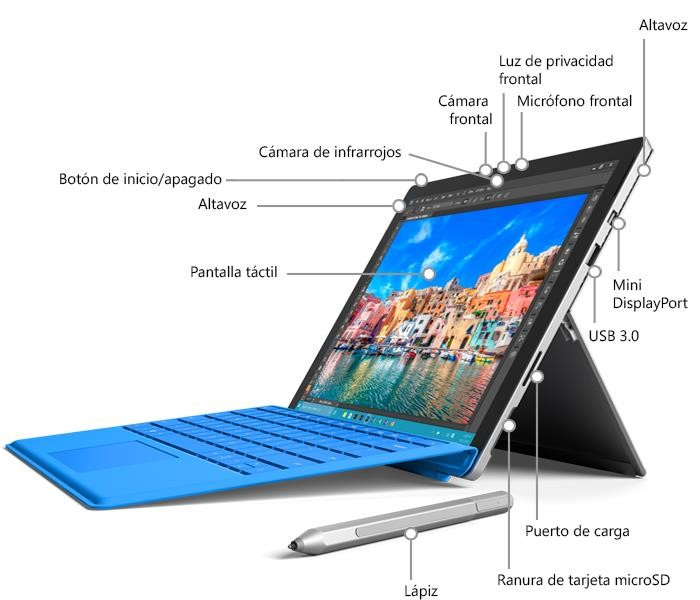 Altavoz
Luz de privacidad
frontal
Cámara
frontal
Micrófono frontal
Cámara de infrarrojos
Botón de inicio/apagado
Altavoz
Pantalla táctil
Mini
DisplayPort
USB 3.0
Puerto de carga
Ranura de tarjeta microSD
Lápiz